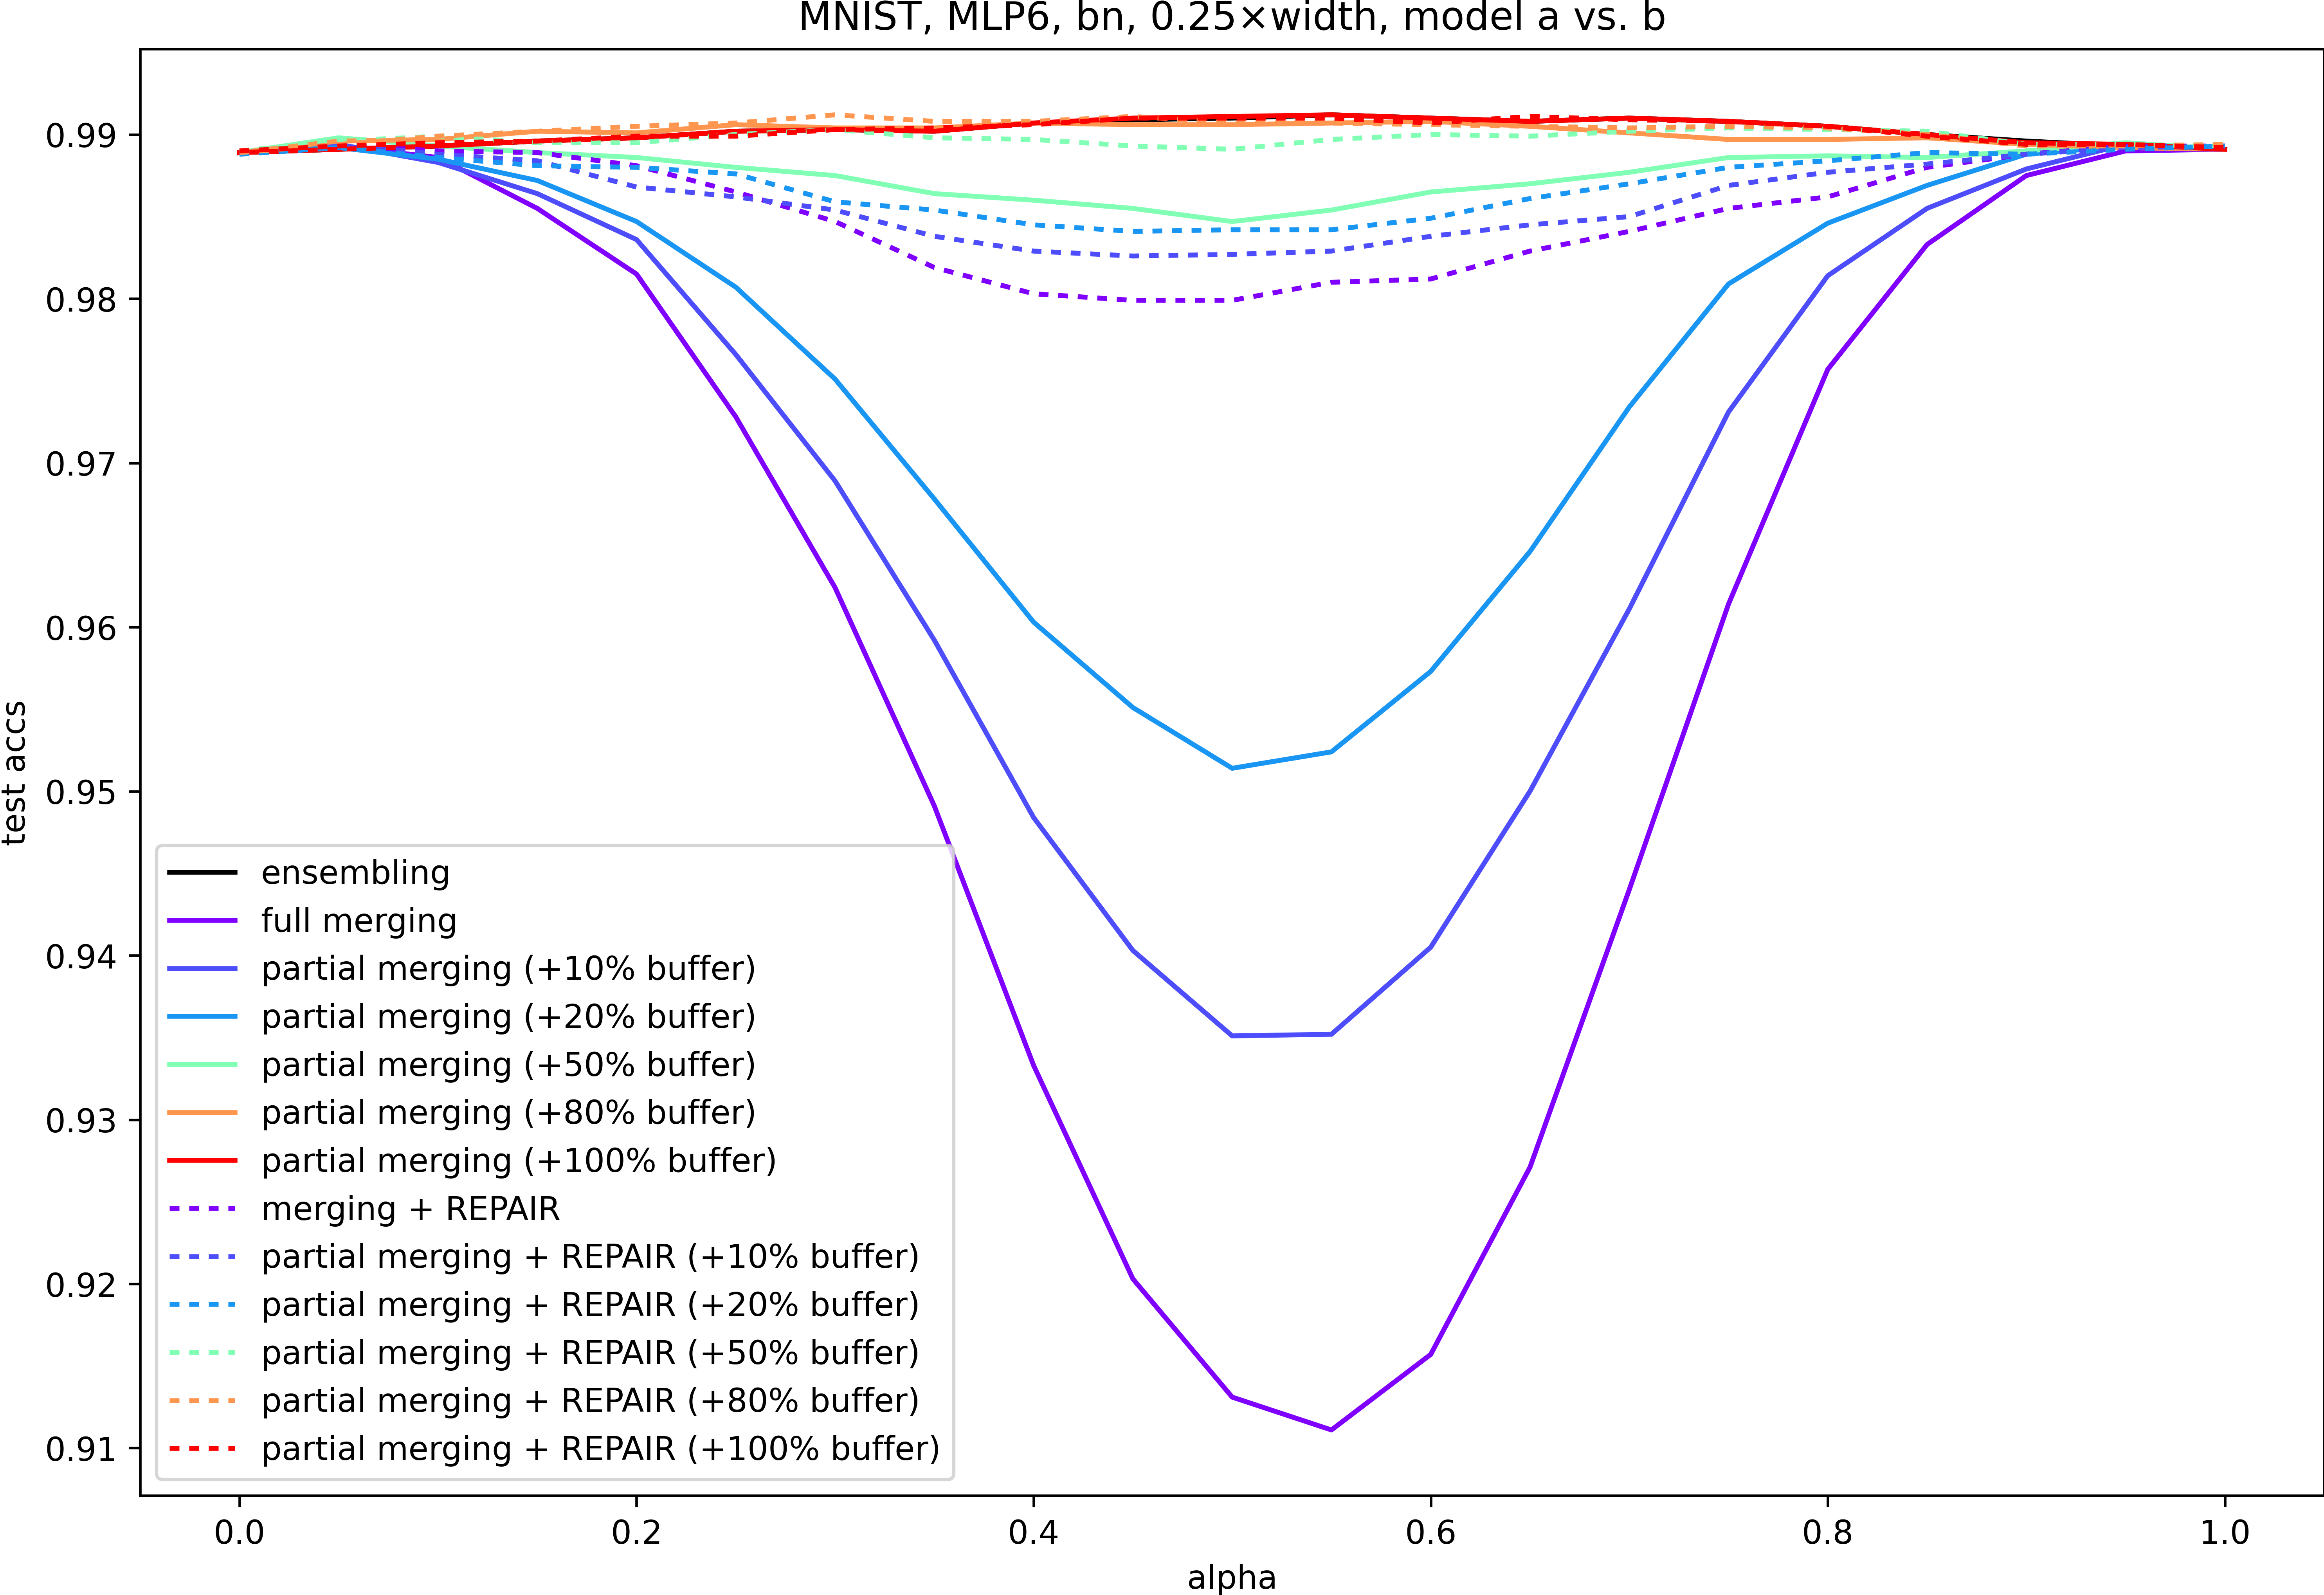 MNIST, MLP6, bn, 0.25×width, model a vs. b
0.99
0.98
0.97
0.96
0.95
0.94
0.93
0.92
0.91
test accs
ensembling
full merging
partial merging (+10% buffer)
partial merging (+20% buffer)
partial merging (+50% buffer)
partial merging (+80% buffer)
partial merging (+100% buffer)
merging + REPAIR
partial merging + REPAIR (+10% buffer)
partial merging + REPAIR (+20% buffer)
partial merging + REPAIR (+50% buffer)
partial merging + REPAIR (+80% buffer)
partial merging + REPAIR (+100% buffer)
0.0 0.2 0.4 0.6 0.8 1.0
alpha